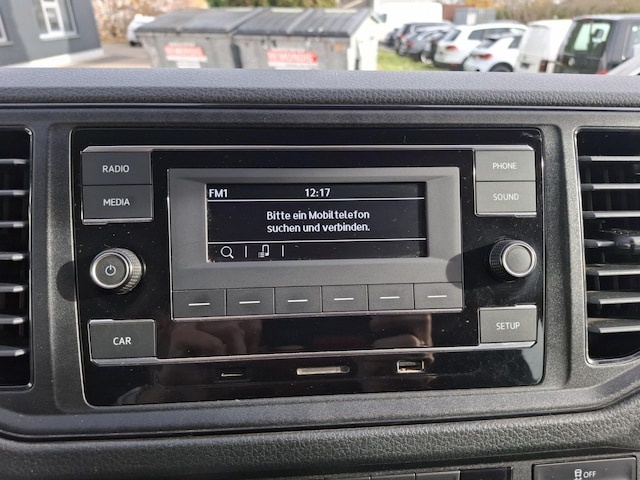 RADIO
MEDIA
PHONE
SOUND
FM1 12:17
Bitte ein Mobiltelefon
suchen und verbinden.
CAR
SETUP
OFF